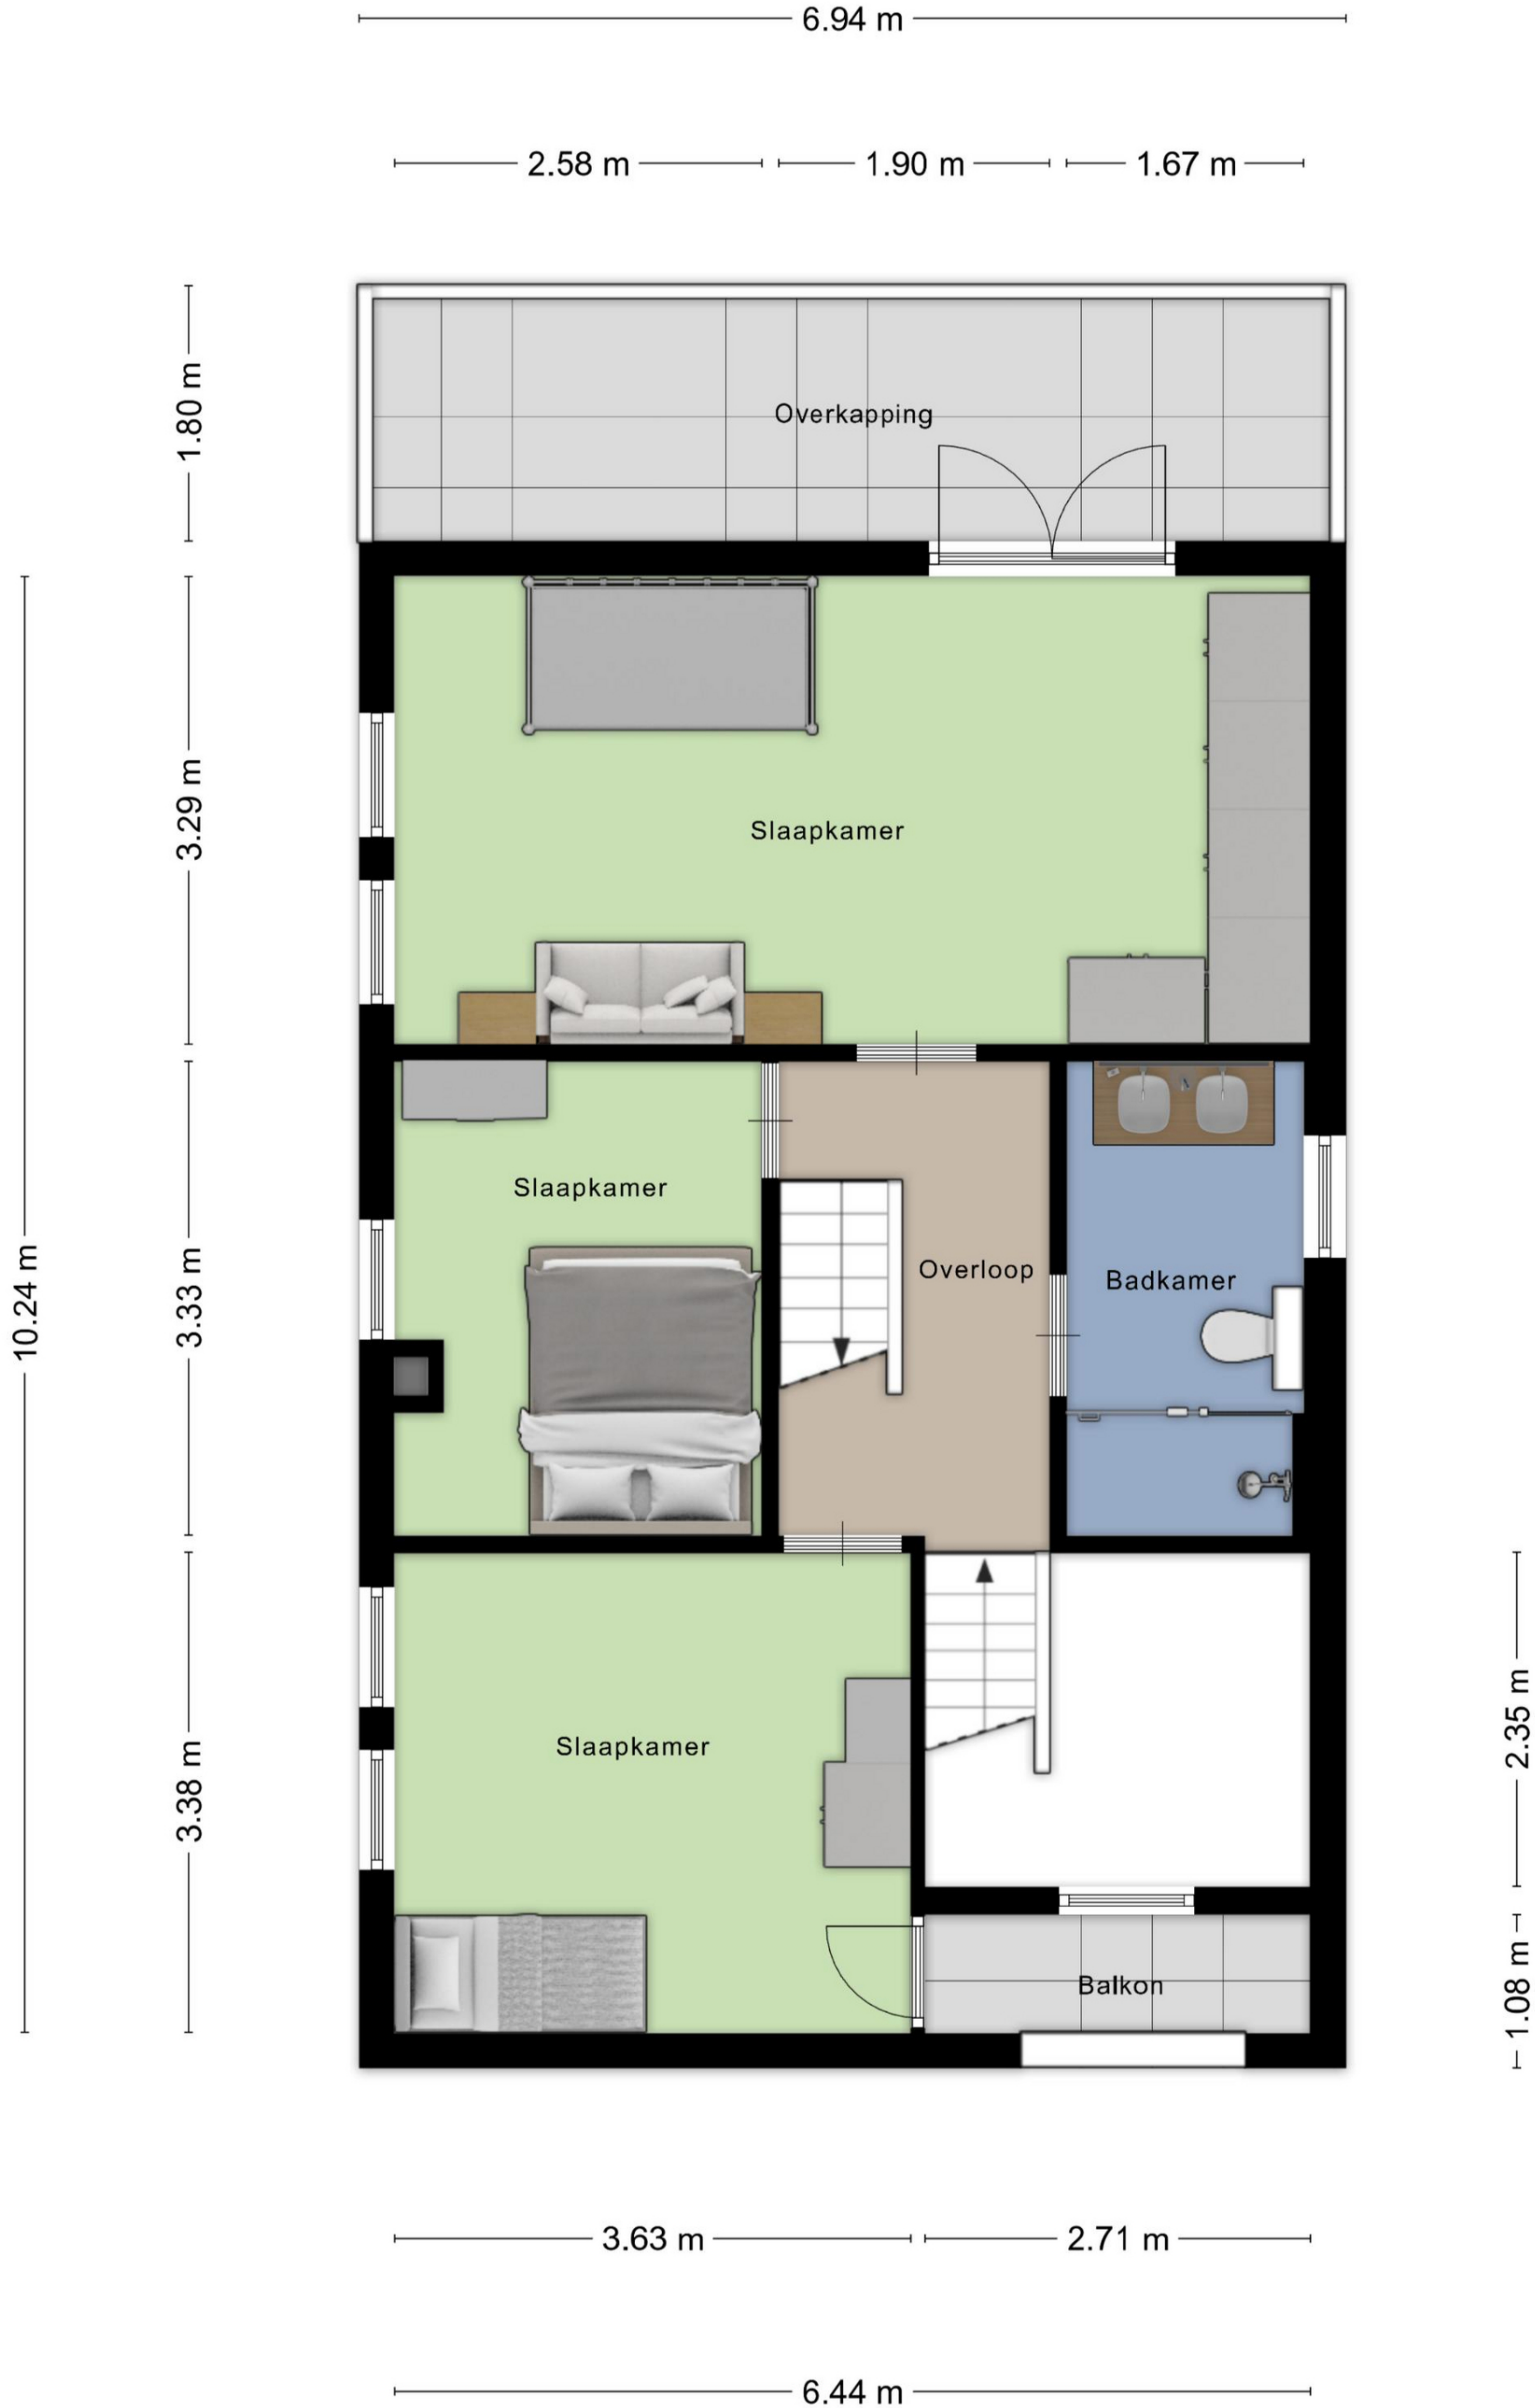 6.94 m
2.58 m
1.90 m
1.67 m
1.80 m
Overkapping
3.29 m
Slaapkamer
10.24 m
3.33 m
Slaapkamer
Overloop
Badkamer
3.38 m
Slaapkamer
2.35 m
1.08 m
Balkon
3.63 m
2.71 m
6.44 m